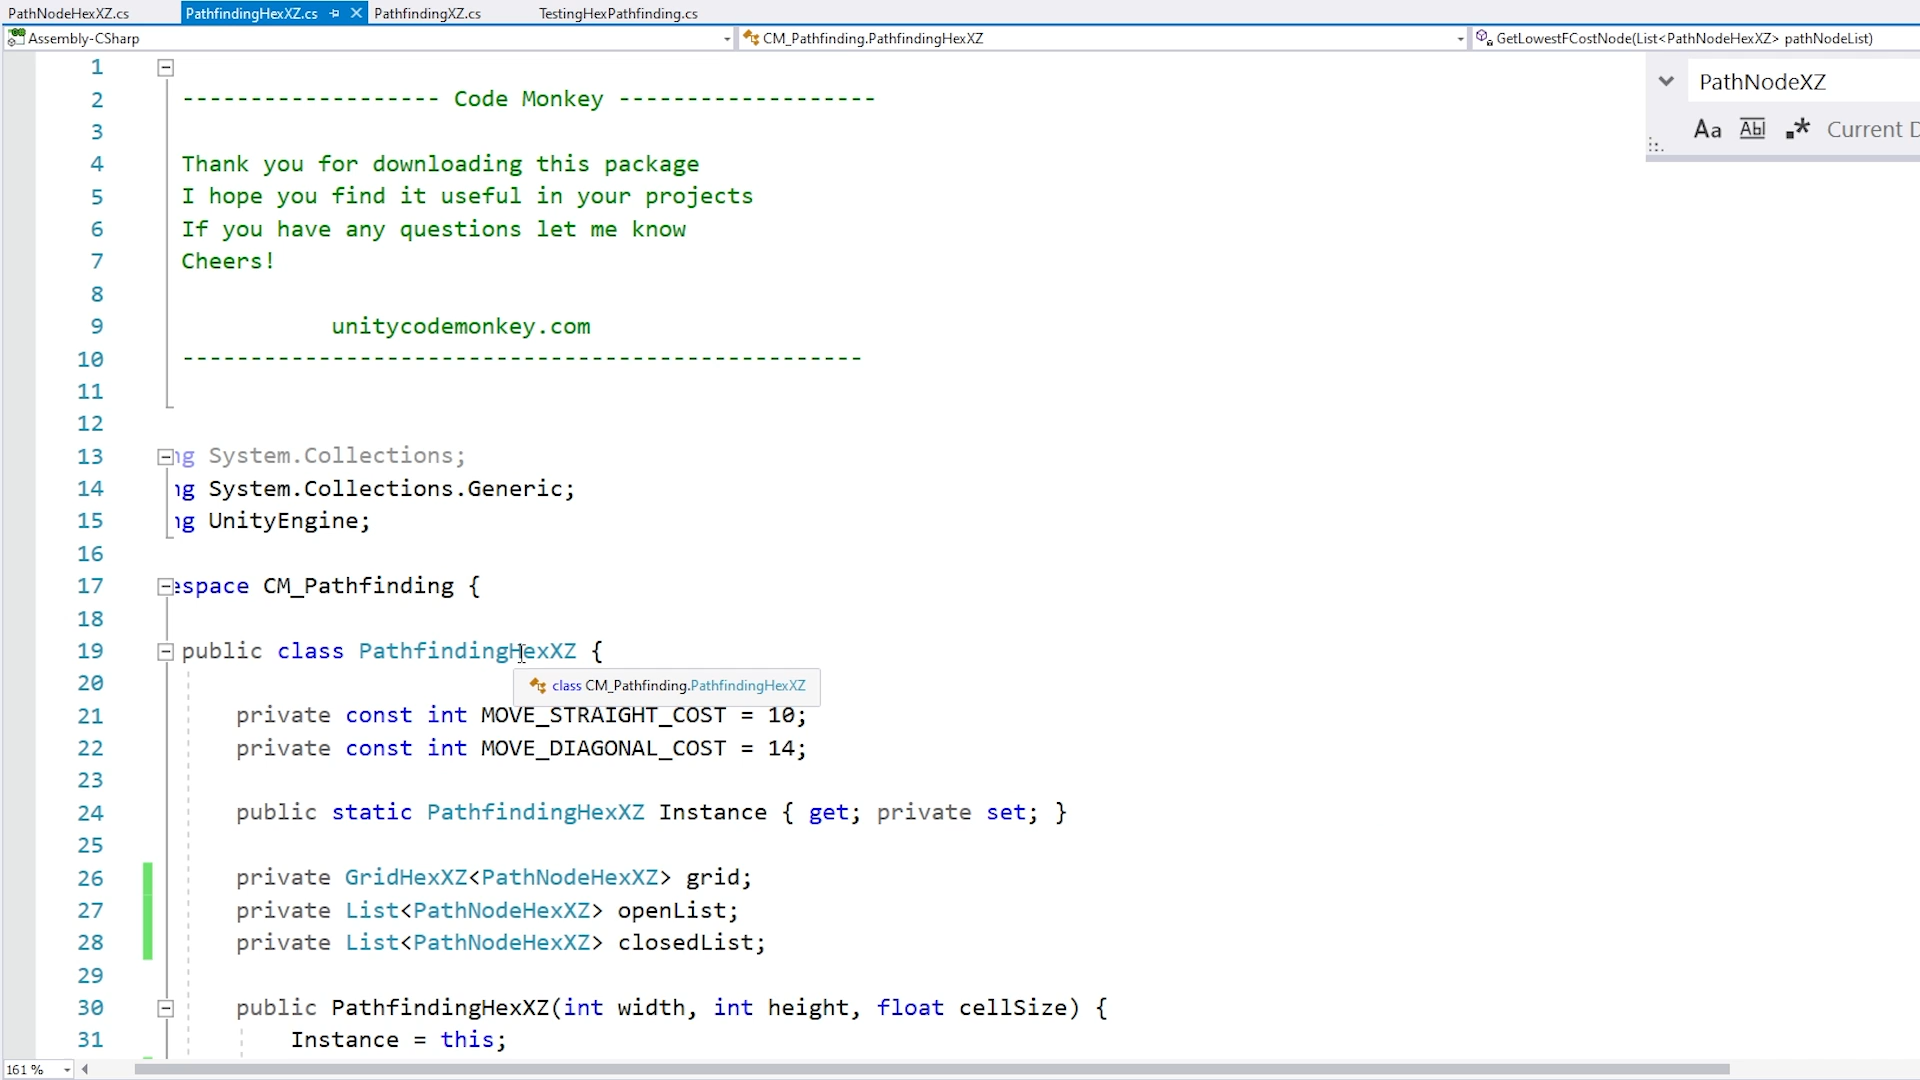 PathNodeHexXZ.cs PathfindingHexXZ.cs PathfindingXZ.cs TestingHexPathfinding.cs
Assembly-CSharp CM_Pathfinding.PathfindingHexXZ GetLowestFCostNode(List<PathNodeHexXZ> pathNodeList)
PathNodeXZ
Aa Abl .* Current D
1
2 ------------------- Code Monkey -------------------
3
4 Thank you for downloading this package
5 I hope you find it useful in your projects
6 If you have any questions let me know
7 Cheers!
8
9 unitycodemonkey.com
10 --------------------------------------------------
11
12
13 ng System.Collections;
14 ng System.Collections.Generic;
15 ng UnityEngine;
16
17 espace CM_Pathfinding {
18
19 public class PathfindingHexXZ {
20 class CM_Pathfinding.PathfindingHexXZ
21 private const int MOVE_STRAIGHT_COST = 10;
22 private const int MOVE_DIAGONAL_COST = 14;
23
24 public static PathfindingHexXZ Instance { get; private set; }
25
26 private GridHexXZ<PathNodeHexXZ> grid;
27 private List<PathNodeHexXZ> openList;
28 private List<PathNodeHexXZ> closedList;
29
30 public PathfindingHexXZ(int width, int height, float cellSize) {
31 Instance = this;
161 %